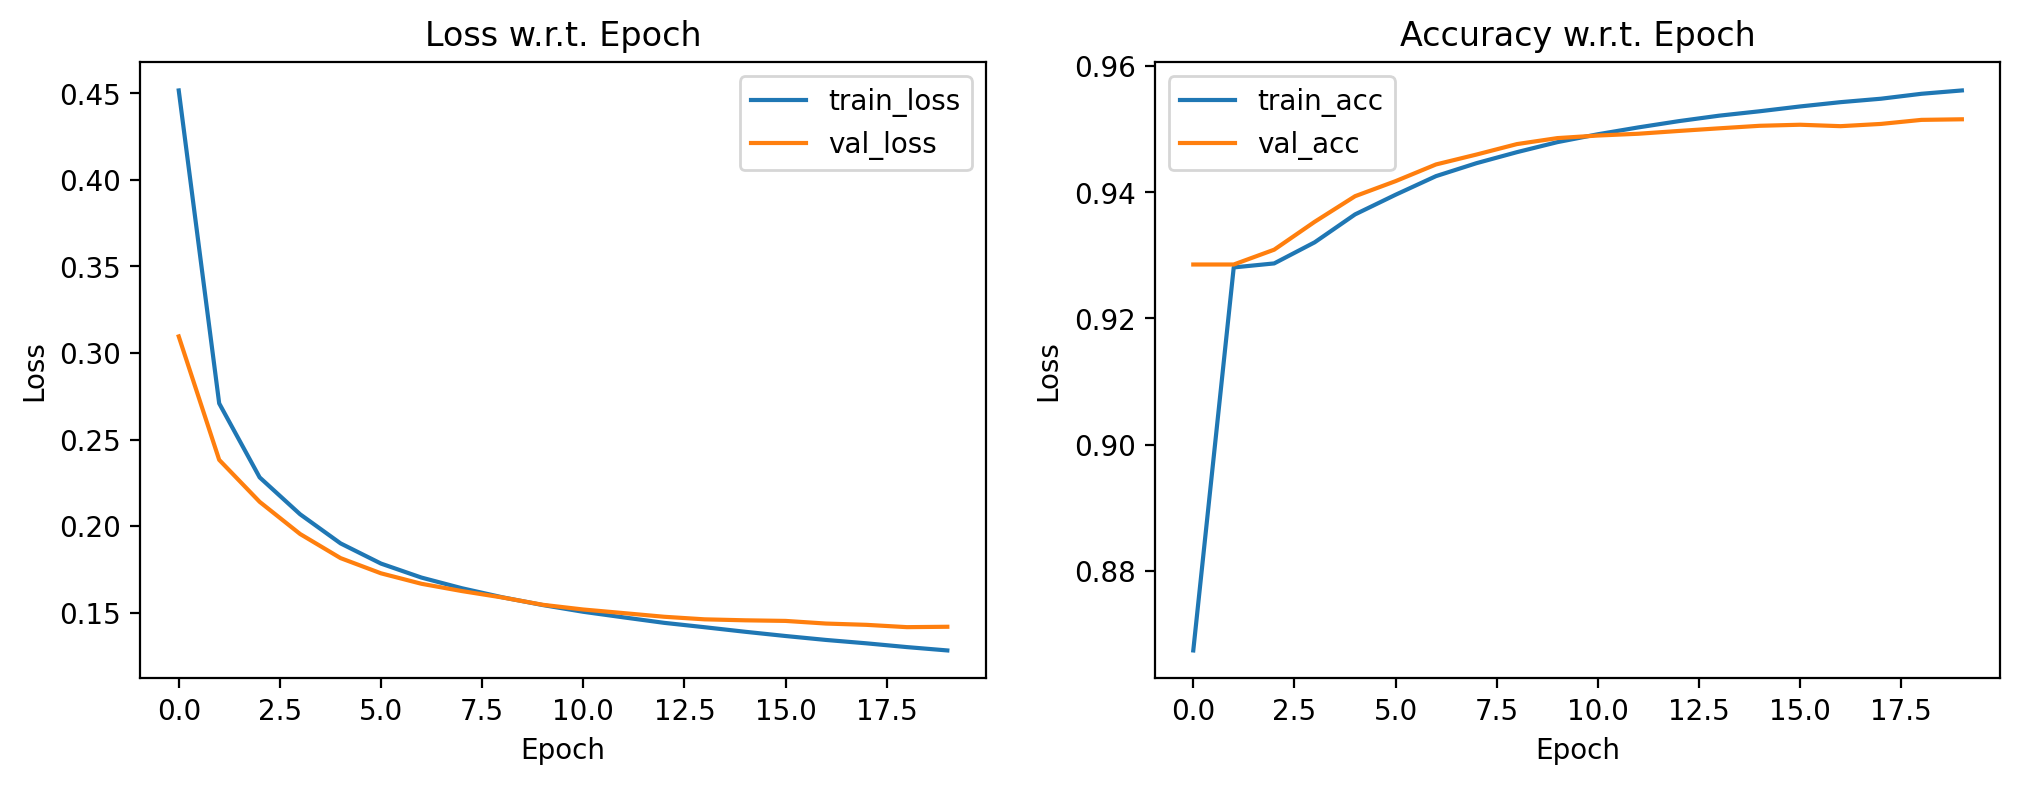 Loss w.r.t. Epoch
0.45
0.40
0.35
0.30
0.25
0.20
0.15
Loss
train_loss
val_loss
0.0 2.5 5.0 7.5 10.0 12.5 15.0 17.5
Epoch
Accuracy w.r.t. Epoch
0.96
0.94
0.92
0.90
0.88
Loss
train_acc
val_acc
0.0 2.5 5.0 7.5 10.0 12.5 15.0 17.5
Epoch